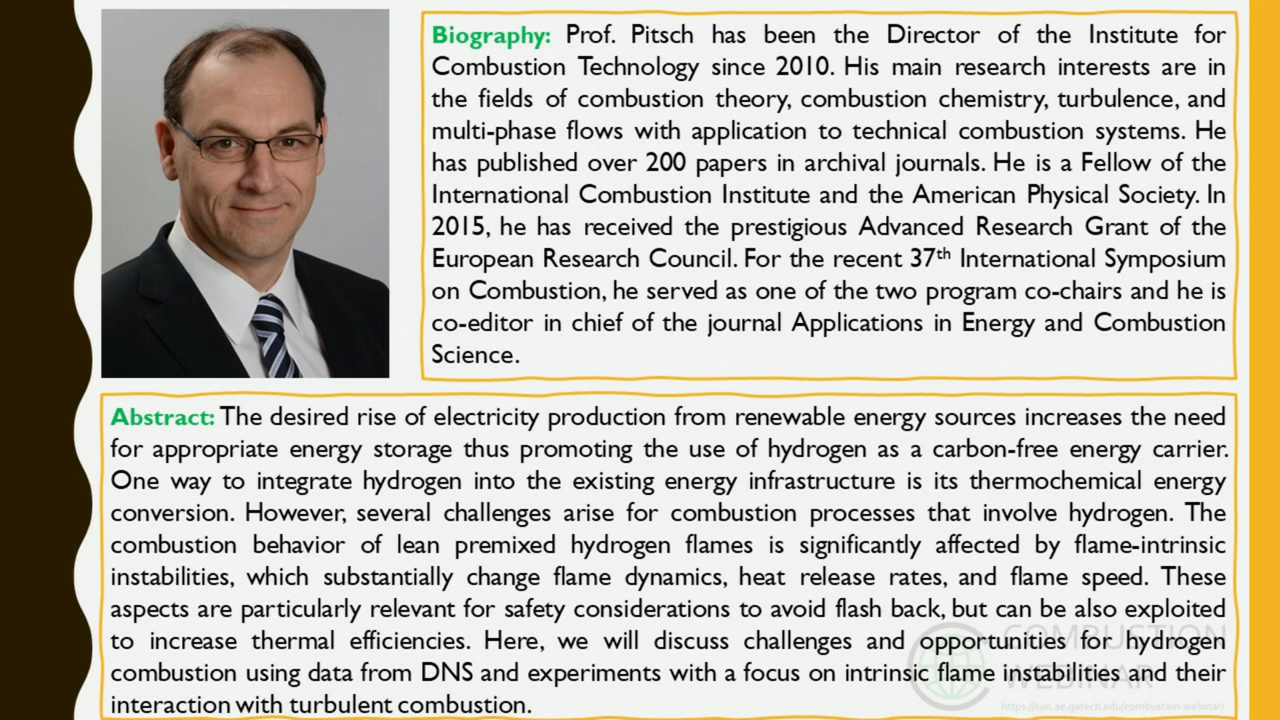 Biography: Prof. Pitsch has been the Director of the Institute for
Combustion Technology since 2010. His main research interests are in
the fields of combustion theory, combustion chemistry, turbulence, and
multi-phase flows with application to technical combustion systems. He
has published over 200 papers in archival journals. He is a Fellow of the
International Combustion Institute and the American Physical Society. In
2015, he has received the prestigious Advanced Research Grant of the
European Research Council. For the recent 37th International Symposium
on Combustion, he served as one of the two program co-chairs and he is
co-editor in chief of the journal Applications in Energy and Combustion
Science.
Abstract: The desired rise of electricity production from renewable energy sources increases the need
for appropriate energy storage thus promoting the use of hydrogen as a carbon-free energy carrier.
One way to integrate hydrogen into the existing energy infrastructure is its thermochemical energy
conversion. However, several challenges arise for combustion processes that involve hydrogen. The
combustion behavior of lean premixed hydrogen flames is significantly affected by flame-intrinsic
instabilities, which substantially change flame dynamics, heat release rates, and flame speed. These
aspects are particularly relevant for safety considerations to avoid flash back, but can be also exploited
to increase thermal efficiencies. Here, we will discuss challenges and opportunities for hydrogen
combustion using data from DNS and experiments with a focus on intrinsic flame instabilities and their
interaction with turbulent combustion.
COMBUSTION
WEBINAR
https://sun.ae.gatech.edu/combustion-webinar/